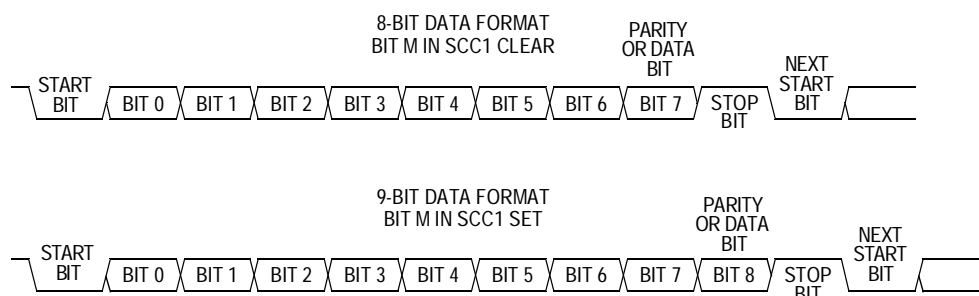 8-BIT DATA FORMAT
BIT M IN SCC1 CLEAR
PARITY
OR DATA
BIT
START
BIT
BIT 0
BIT 1
BIT 2
BIT 3
BIT 4
BIT 5
BIT 6
BIT 7
STOP
BIT
NEXT
START
BIT
9-BIT DATA FORMAT
BIT M IN SCC1 SET
PARITY
OR DATA
BIT
START
BIT
BIT 0
BIT 1
BIT 2
BIT 3
BIT 4
BIT 5
BIT 6
BIT 7
BIT 8
STOP
BIT
NEXT
START
BIT